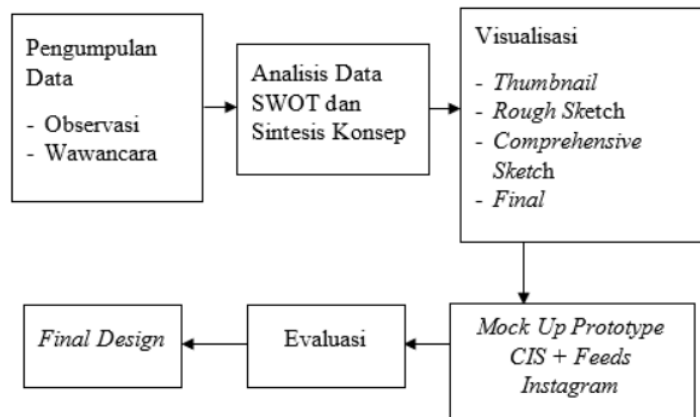 Pengumpulan
Data
- Observasi
- Wawancara
Analisis Data
SWOT dan
Sintesis Konsep
Visualisasi
- Thumbnail
- Rough Sketch
- Comprehensive
Sketch
- Final
Mock Up Prototype
CIS + Feeds
Instagram
Evaluasi
Final Design